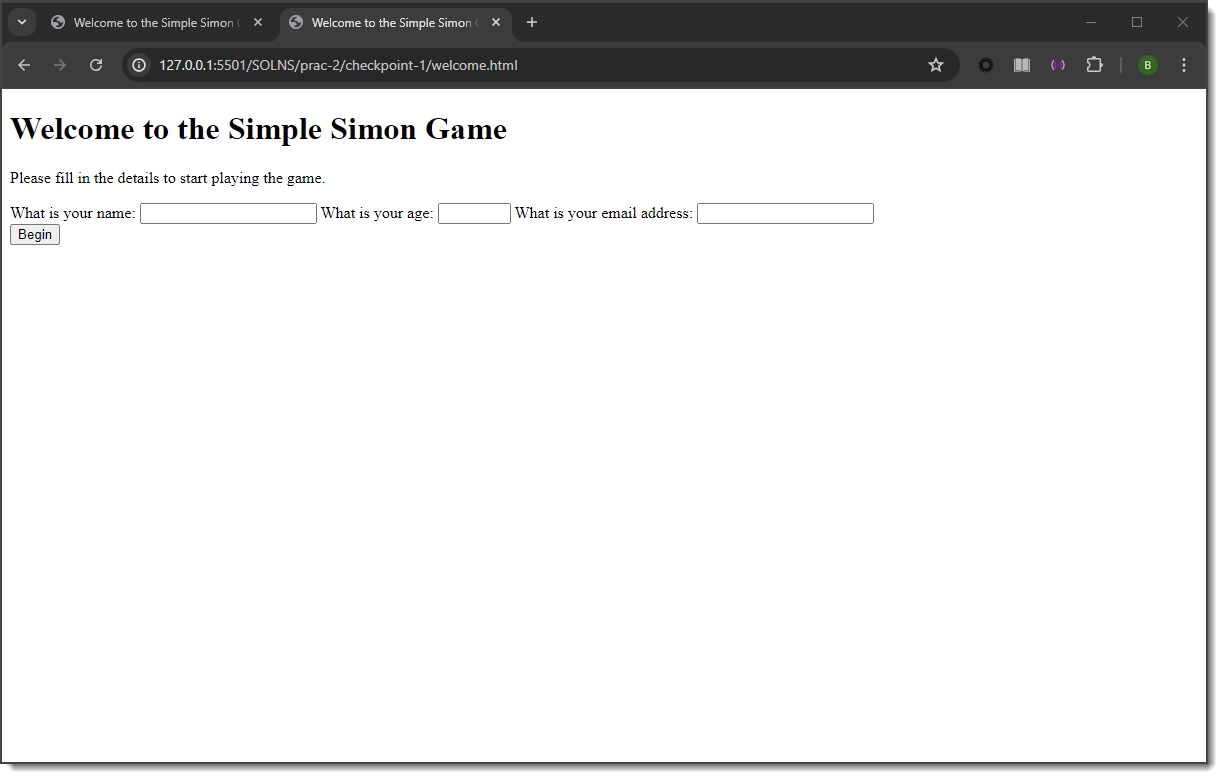 Welcome to the Simple Simon
Welcome to the Simple Simon
127.0.0.1:5501/SOLNS/prac-2/checkpoint-1/welcome.html
B
Welcome to the Simple Simon Game
Please fill in the details to start playing the game.
What is your name: What is your age: What is your email address:
Begin